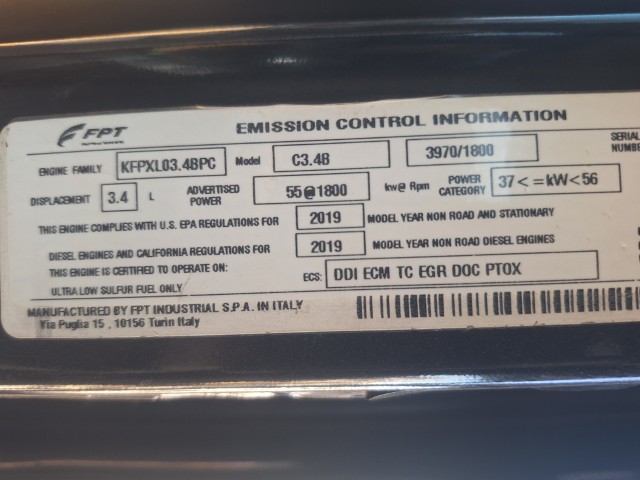 FPT EMISSION CONTROL INFORMATION
ENGINE FAMILY KFPXL03.4BPC Model C3.4B 3970/1800 SERIAL
DISPLACEMENT 3.4 L ADVERTISED POWER 55@1800 kw@ Rpm POWER CATEGORY 37<=kW<56
THIS ENGINE COMPLIES WITH U.S. EPA REGULATIONS FOR 2019 MODEL YEAR NON ROAD AND STATIONARY
DIESEL ENGINES AND CALIFORNIA REGULATIONS FOR 2019 MODEL YEAR NON ROAD DIESEL ENGINES
THIS ENGINE IS CERTIFIED TO OPERATE ON: ECS: DDI ECM TC EGR DOC PTOX
ULTRA LOW SULFUR FUEL ONLY
MANUFACTURED BY FPT INDUSTRIAL S.P.A. IN ITALY
Via Puglia 15 , 10156 Turin Italy